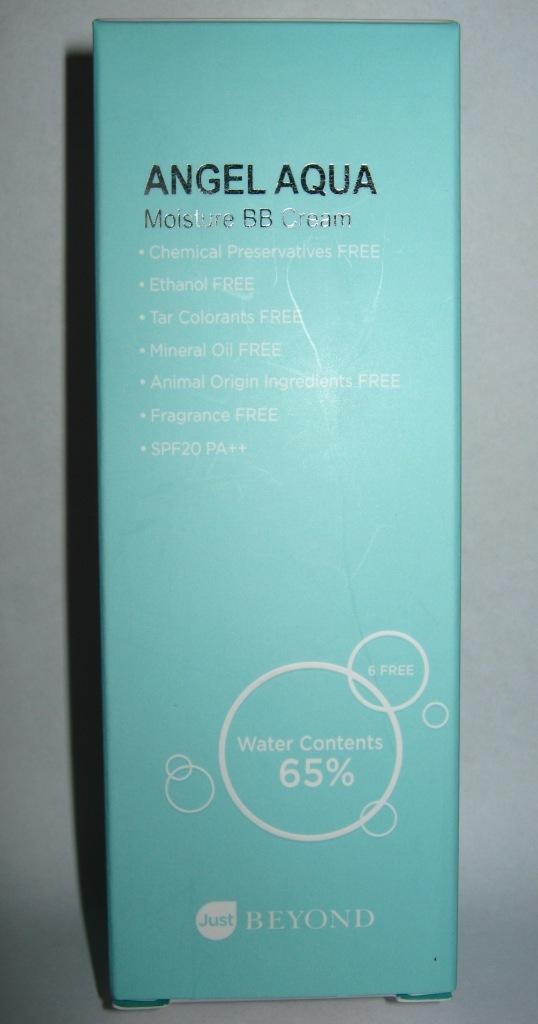 ANGEL AQUA
Moisture BB Cream
• Chemical Preservatives FREE
• Ethanol FREE
• Tar Colorants FREE
• Mineral Oil FREE
• Animal Origin Ingredients FREE
• Fragrance FREE
• SPF20 PA++
6 FREE
Water Contents
65%
Just BEYOND